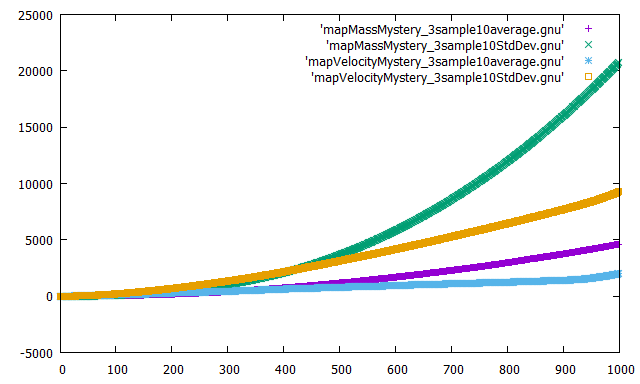 25000
20000
15000
10000
5000
0
-5000
'mapMassMystery_3sample10average.gnu'
'mapMassMystery_3sample10StdDev.gnu'
'mapVelocityMystery_3sample10average.gnu'
'mapVelocityMystery_3sample10StdDev.gnu'
0 100 200 300 400 500 600 700 800 900 1000